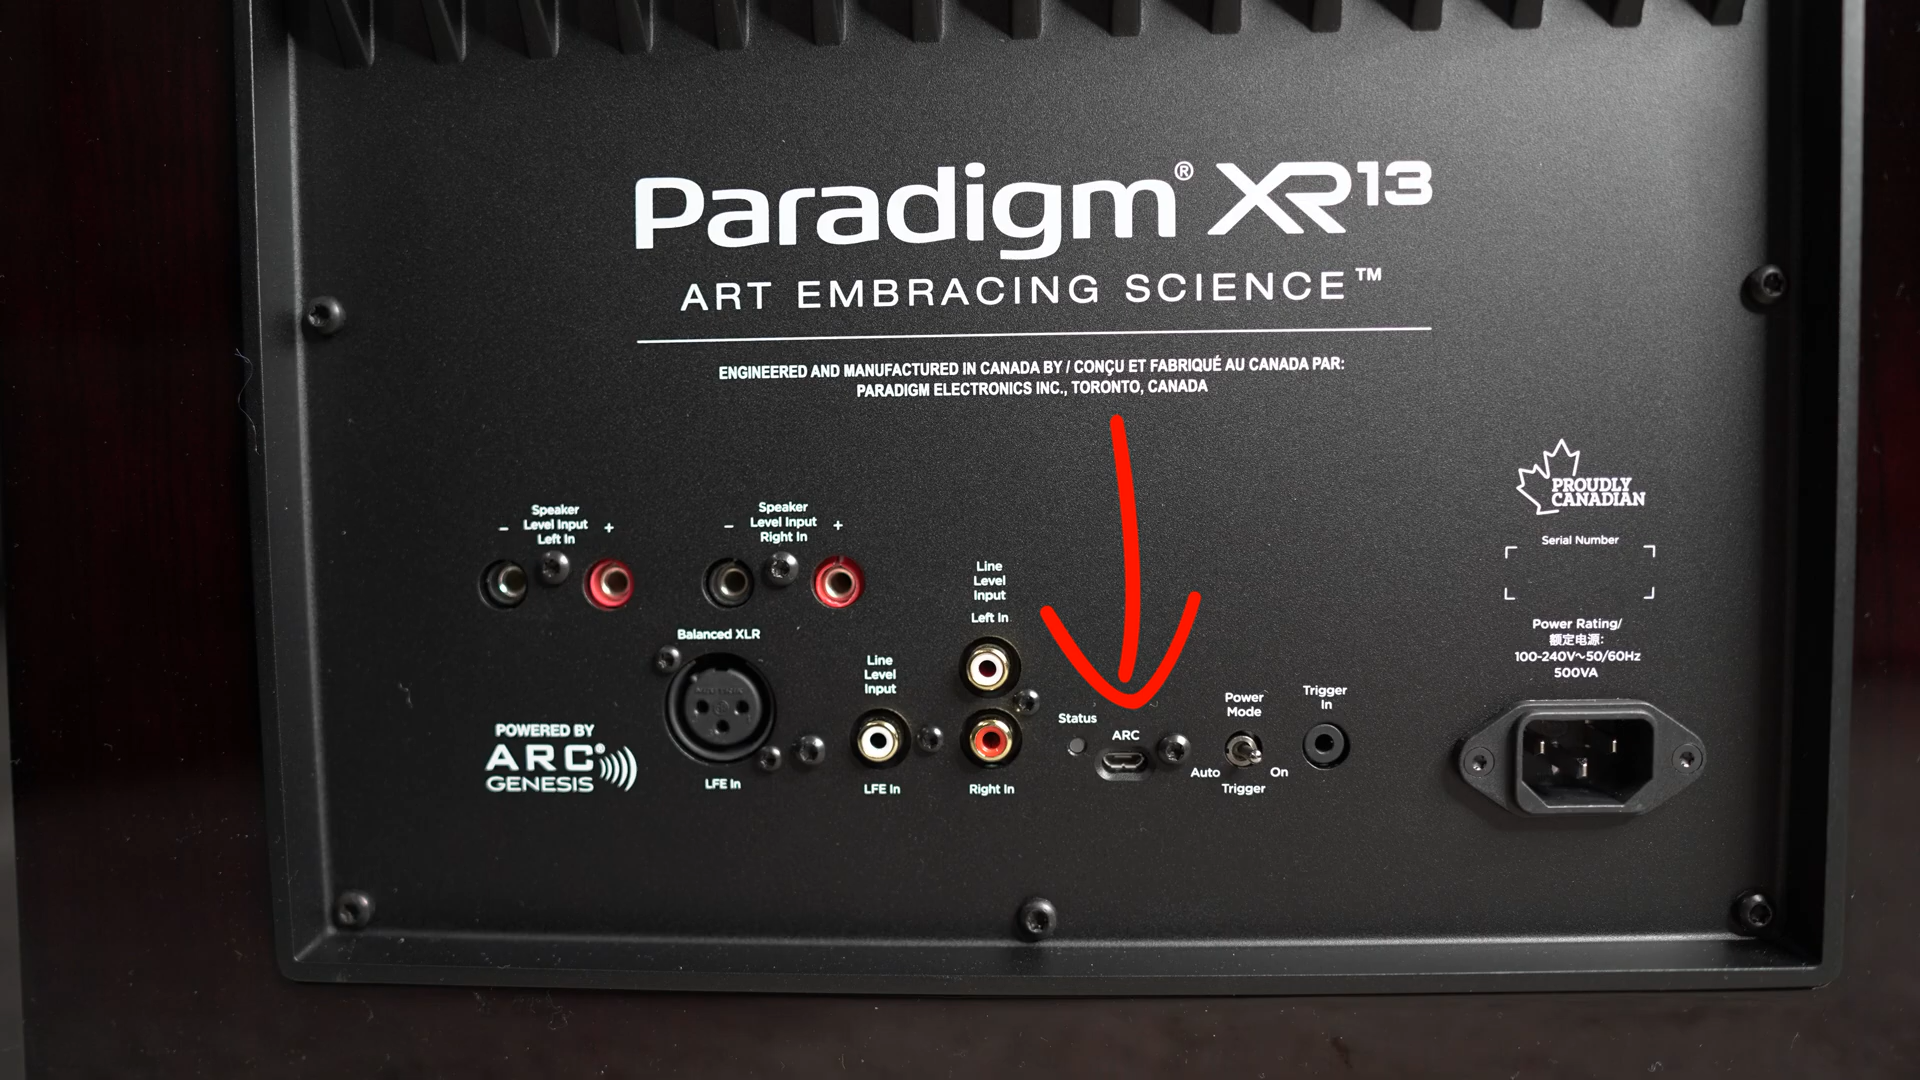 Paradigm® XR13
ART EMBRACING SCIENCE™
ENGINEERED AND MANUFACTURED IN CANADA BY / CONÇU ET FABRIQUÉ AU CANADA PAR:
PARADIGM ELECTRONICS INC., TORONTO, CANADA
Speaker
– Level Input +
Left In
Speaker
– Level Input +
Right In
Balanced XLR
LFE In
POWERED BY
ARC®
GENESIS
Line
Level
Input
LFE In
Line
Level
Input
Left In
Right In
Status
ARC
Power
Mode
Auto
On
Trigger
Trigger
In
PROUDLY
CANADIAN
Serial Number
Power Rating/
额定电源:
100-240V~50/60Hz
500VA